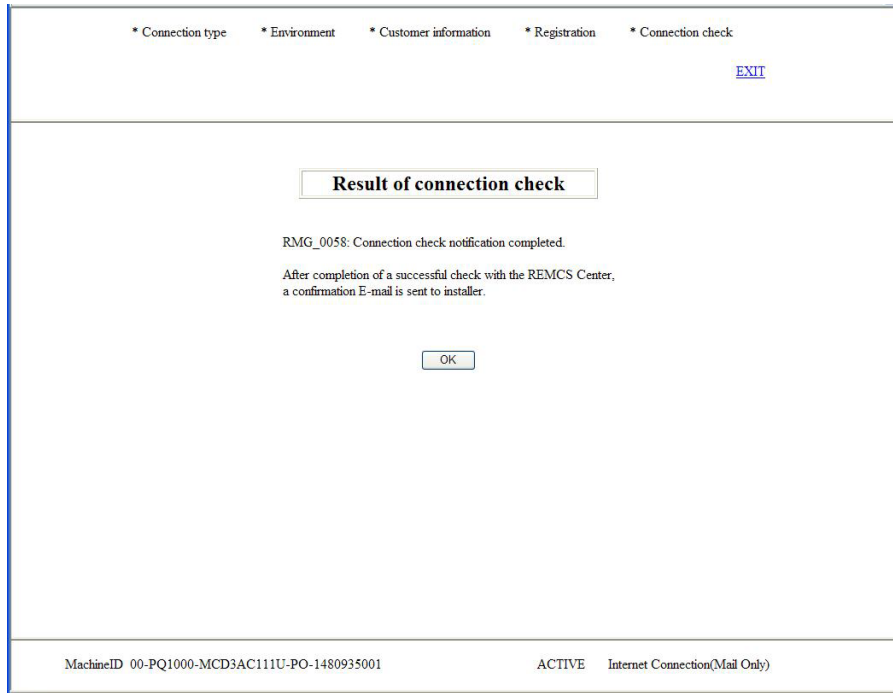 * Connection type * Environment * Customer information * Registration * Connection check
EXIT
Result of connection check
RMG_0058: Connection check notification completed.
After completion of a successful check with the REMCS Center,
a confirmation E-mail is sent to installer.
OK
MachineID 00-PQ1000-MCD3AC111U-PO-1480935001 ACTIVE Internet Connection(Mail Only)